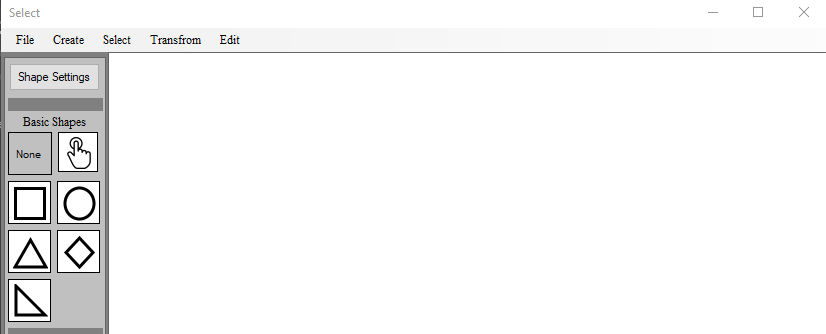 Select
File Create Select Transfrom Edit
Shape Settings
Basic Shapes
None